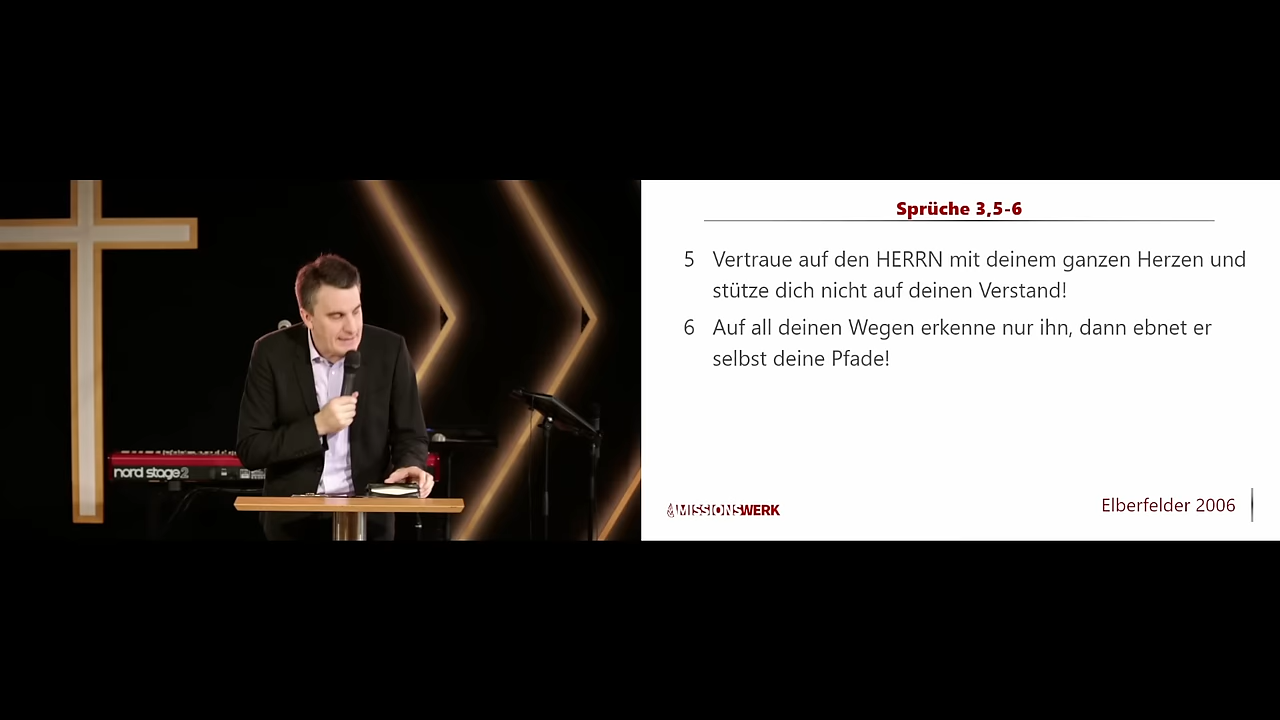 nord stage 2
Sprüche 3,5-6
5 Vertraue auf den HERRN mit deinem ganzen Herzen und
stütze dich nicht auf deinen Verstand!
6 Auf all deinen Wegen erkenne nur ihn, dann ebnet er
selbst deine Pfade!
MISSIONSWERK
Elberfelder 2006